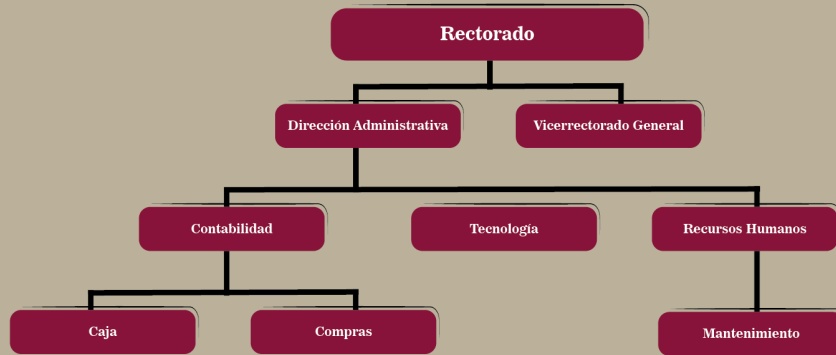 Rectorado
Dirección Administrativa
Vicerrectorado General
Contabilidad
Tecnología
Recursos Humanos
Caja
Compras
Mantenimiento